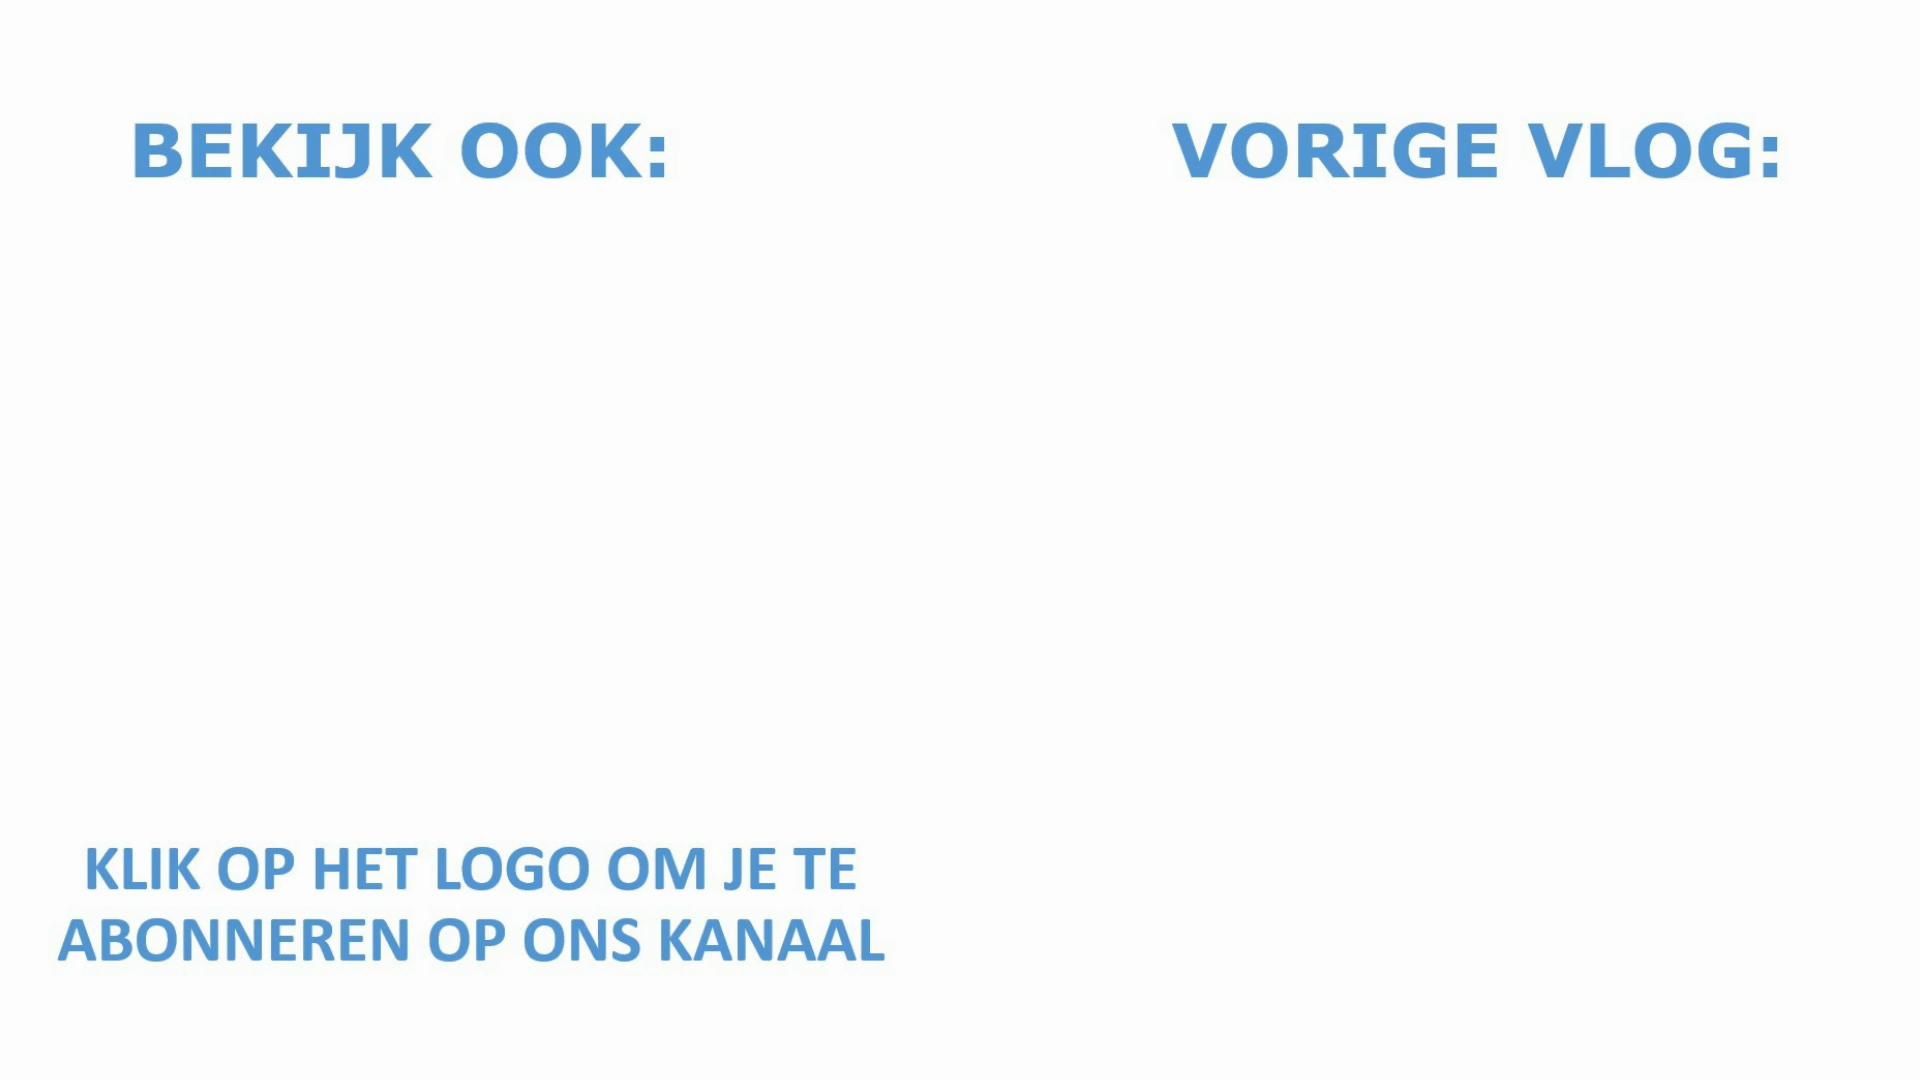 BEKIJK OOK:
VORIGE VLOG:
KLIK OP HET LOGO OM JE TE
ABONNEREN OP ONS KANAAL